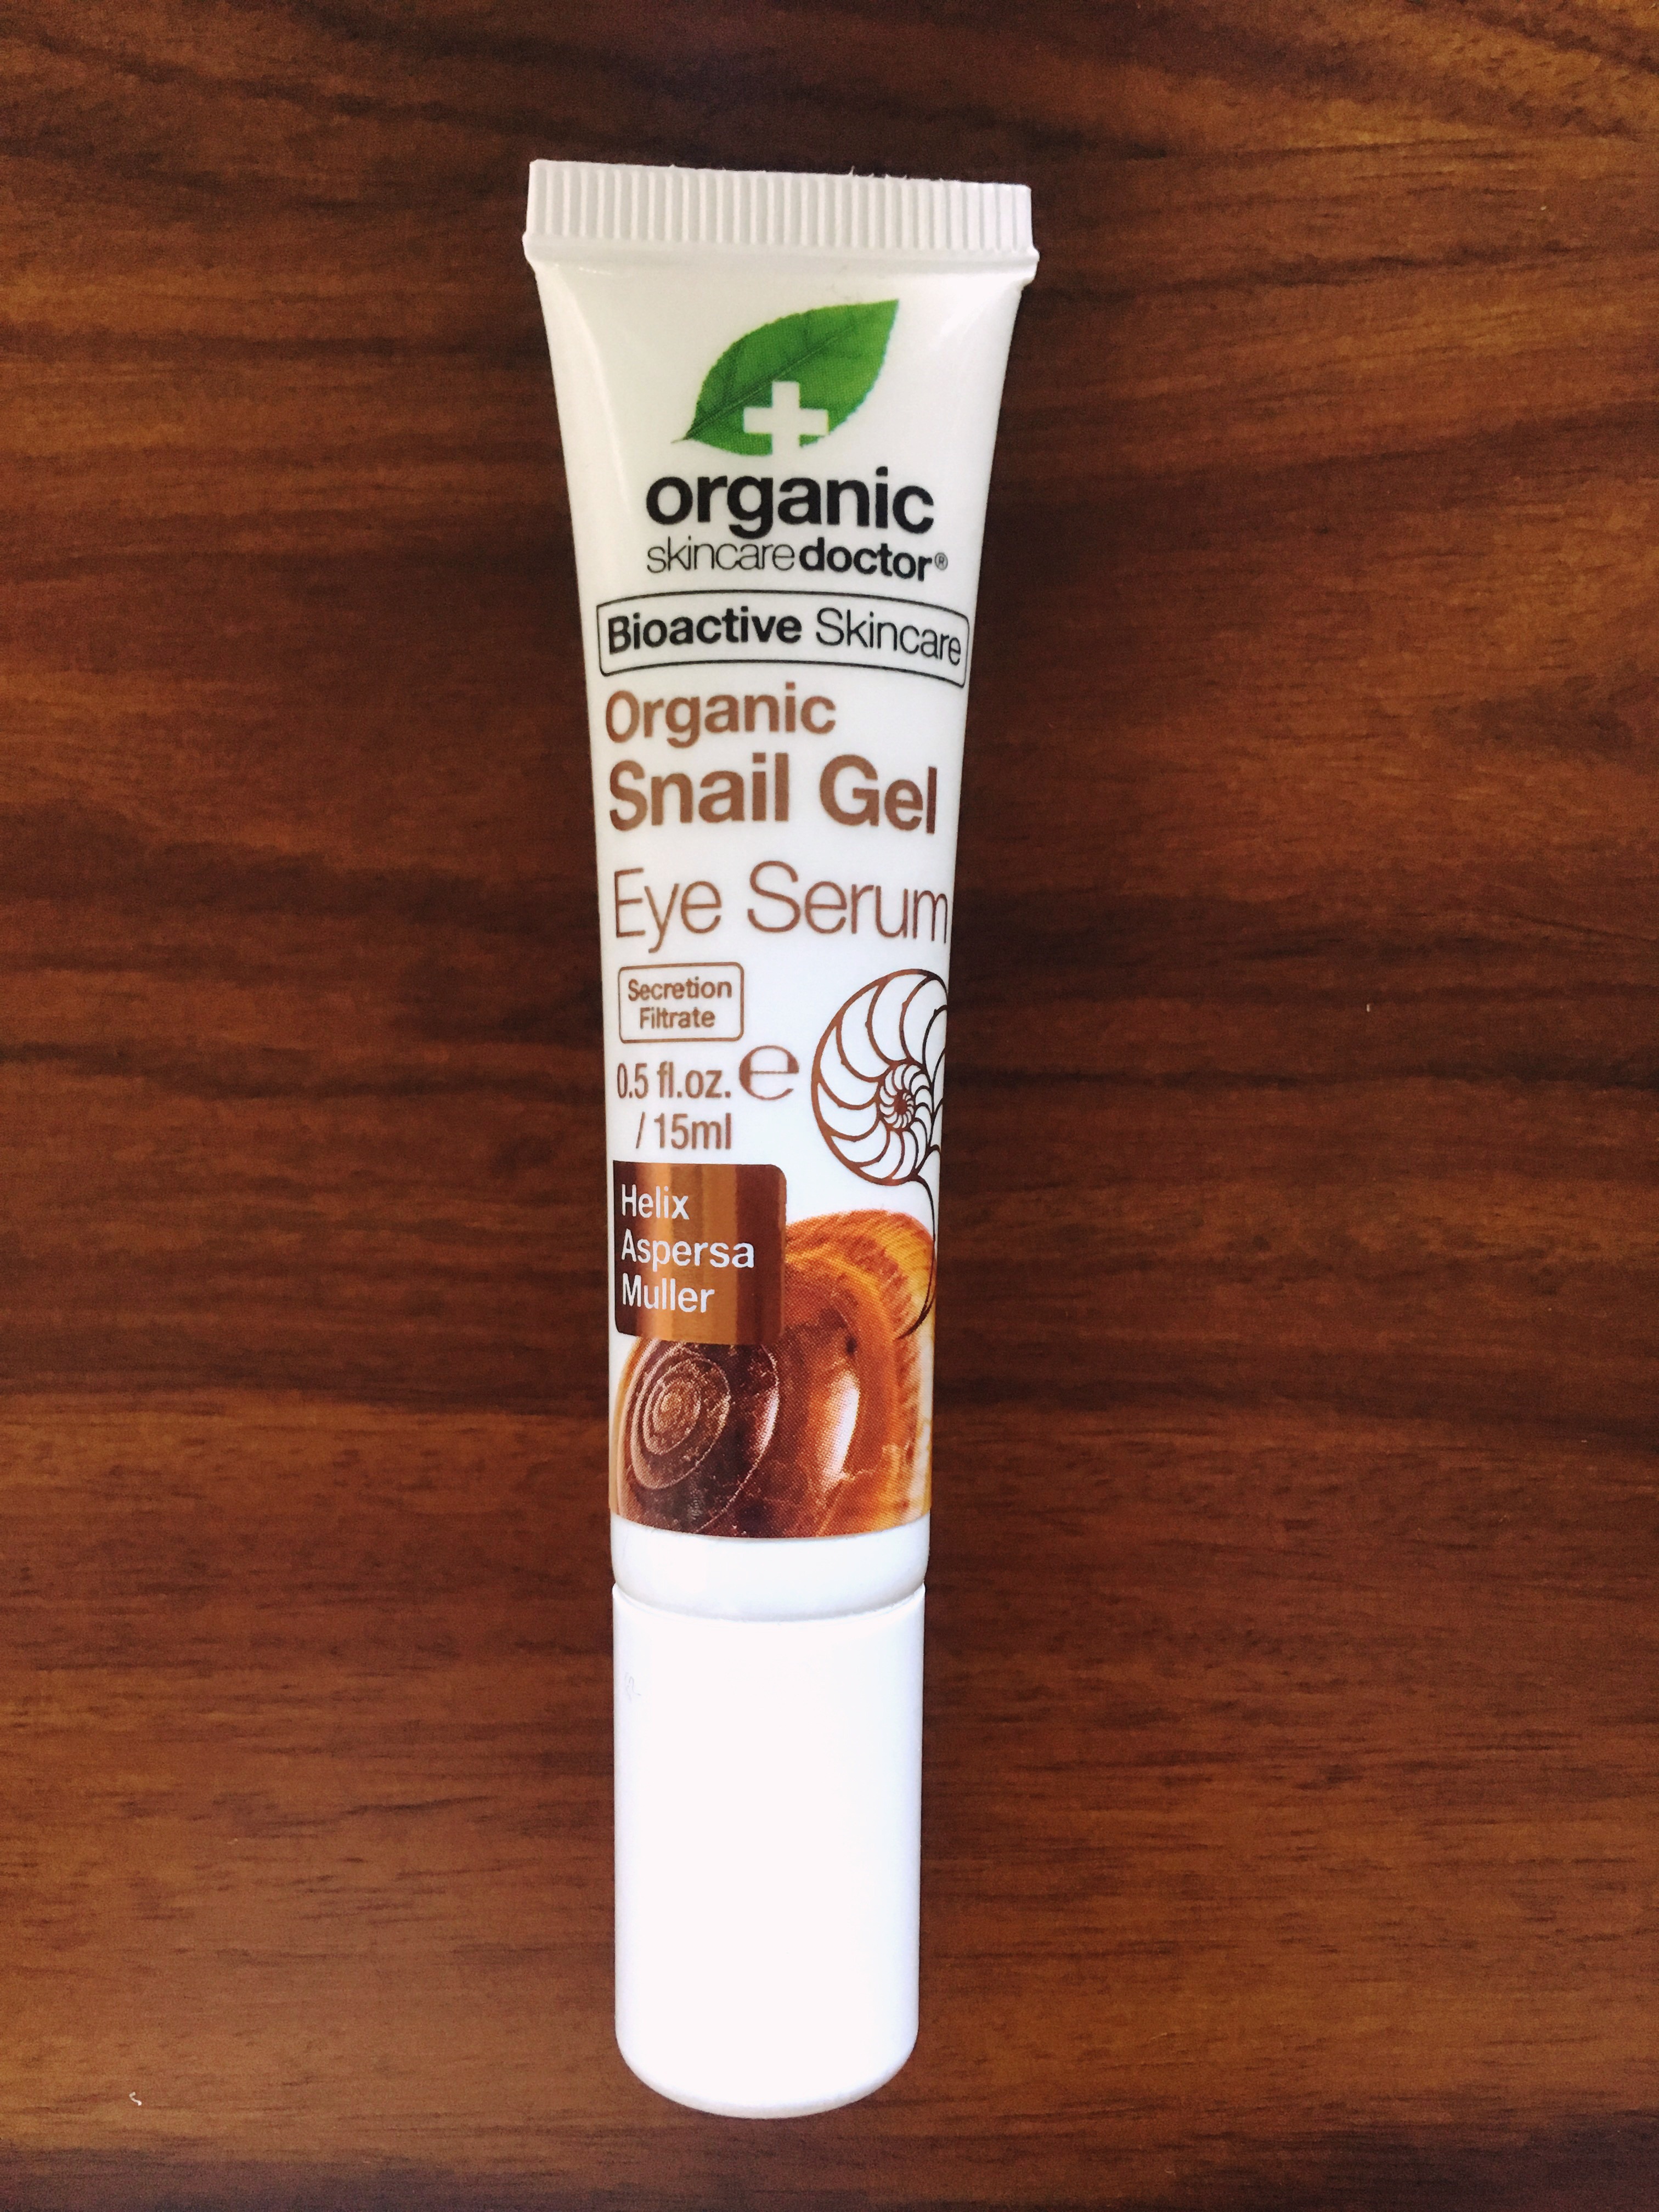 organic
skincaredoctor®
Bioactive Skincare
Organic
Snail Gel
Eye Serum
Secretion
Filtrate
0.5 fl.oz. ℮
/ 15ml
Helix
Aspersa
Muller